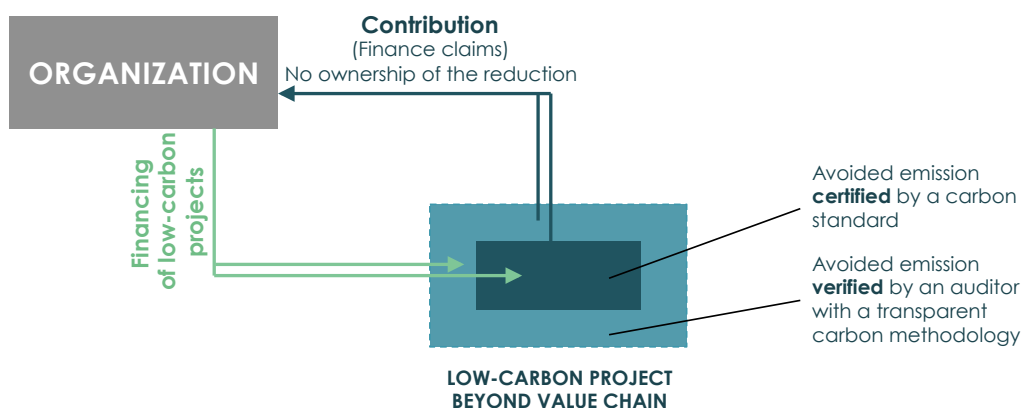 Contribution
(Finance claims)
No ownership of the reduction
ORGANIZATION
Financing
of low-carbon
projects
Avoided emission
certified by a carbon
standard
Avoided emission
verified by an auditor
with a transparent
carbon methodology
LOW-CARBON PROJECT
BEYOND VALUE CHAIN